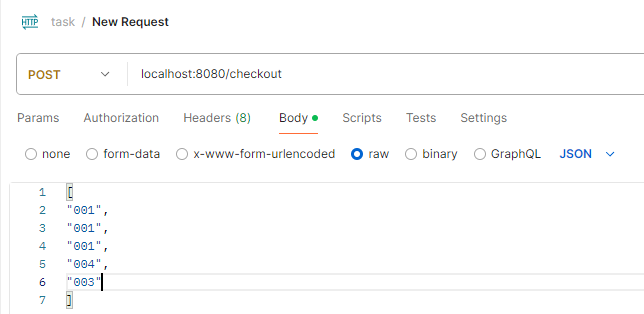 HTTP task / New Request
POST localhost:8080/checkout
Params Authorization Headers (8) Body Scripts Tests Settings
none form-data x-www-form-urlencoded raw binary GraphQL JSON
1 [
2 "001",
3 "001",
4 "001",
5 "004",
6 "003"
7 ]